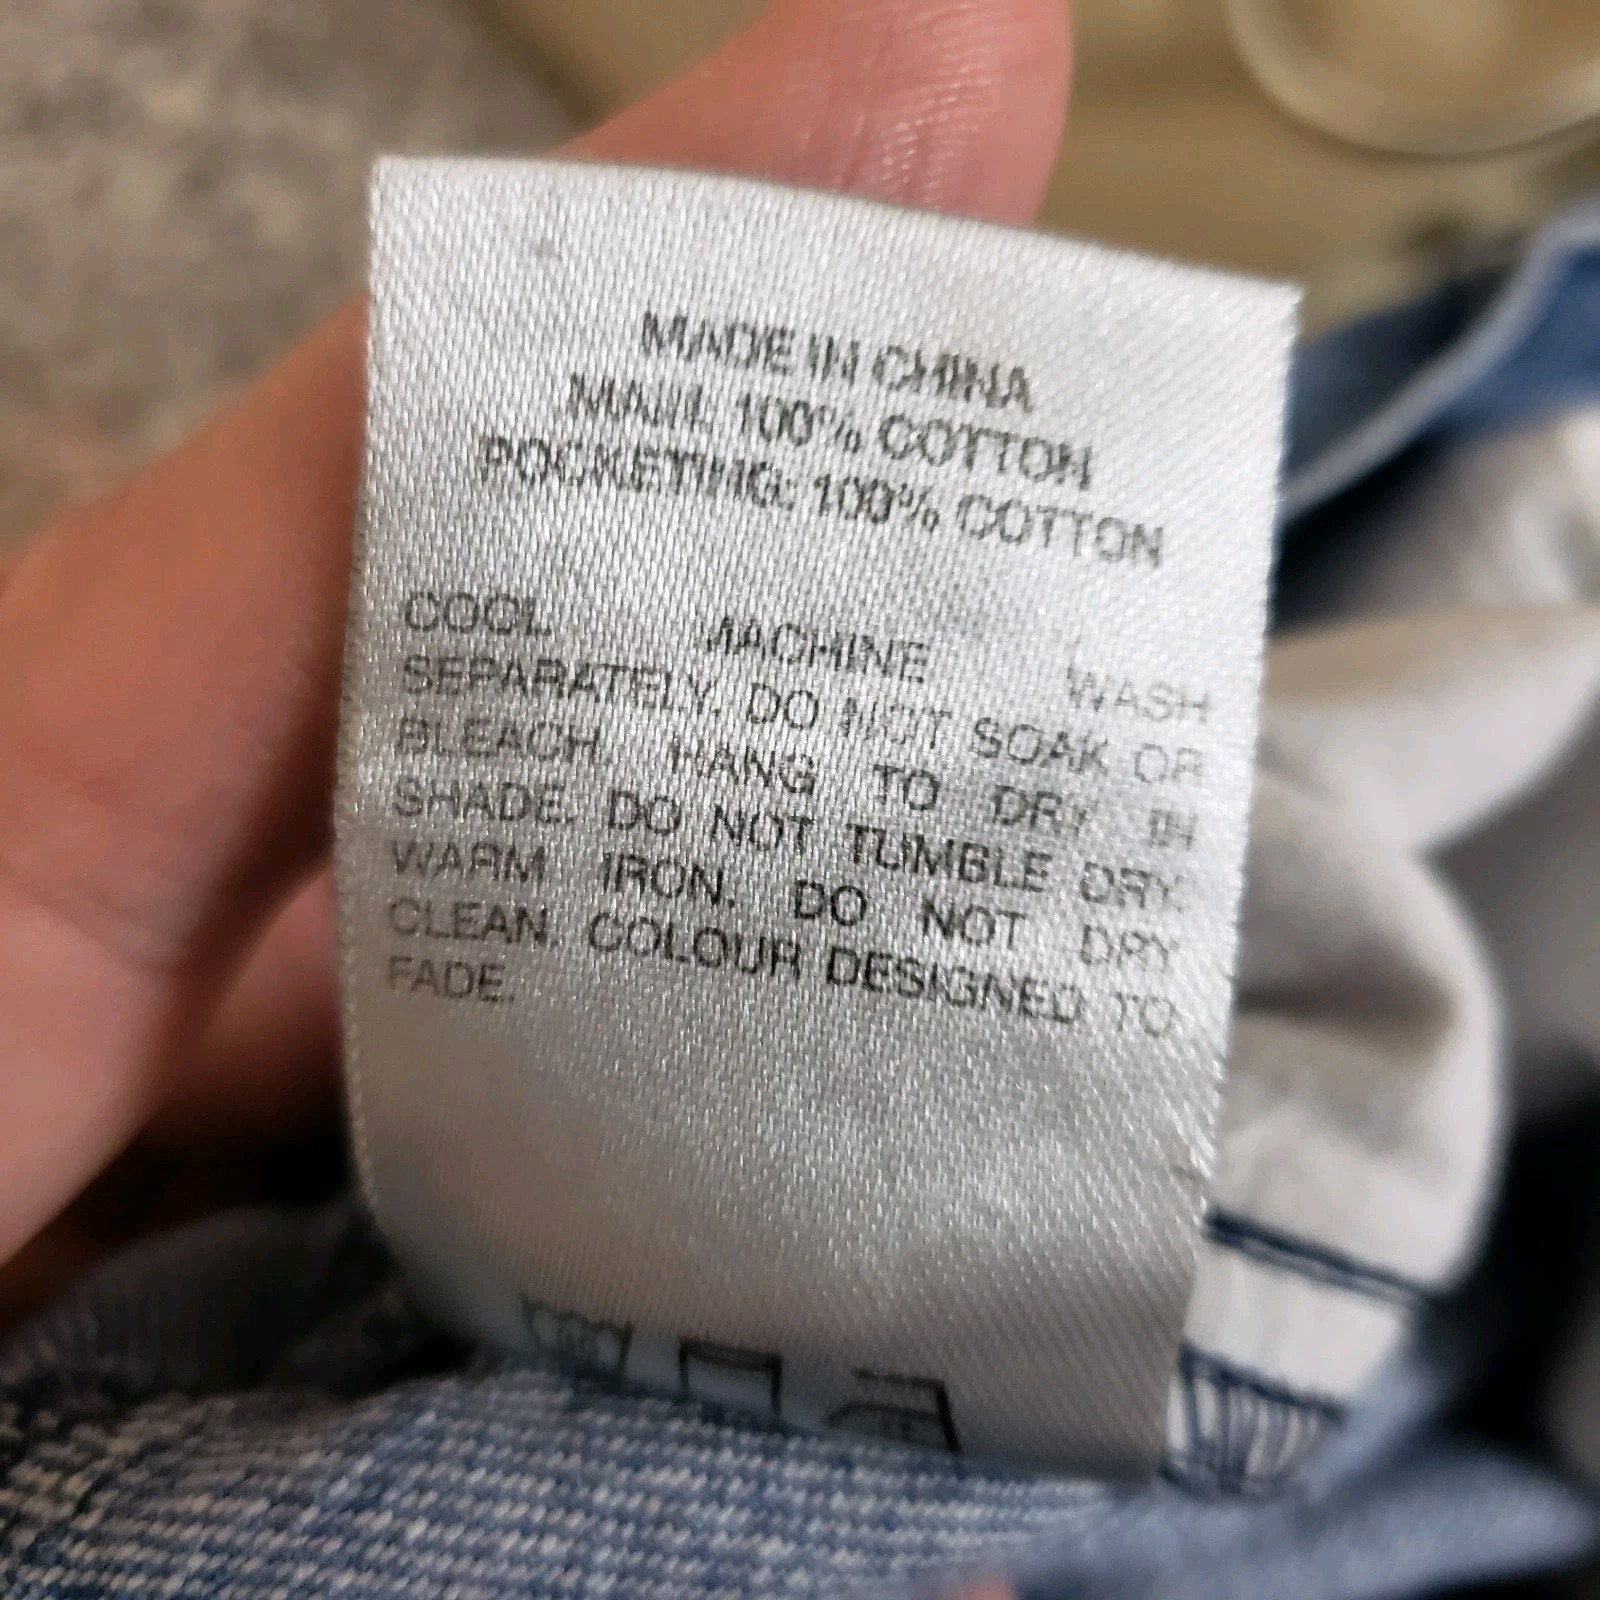 MADE IN CHINA
MAIN: 100% COTTON
POCKETING: 100% COTTON
COOL MACHINE WASH
SEPARATELY. DO NOT SOAK OR
BLEACH. HANG TO DRY IN
SHADE. DO NOT TUMBLE DRY.
WARM IRON. DO NOT DRY
CLEAN. COLOUR DESIGNED TO
FADE.